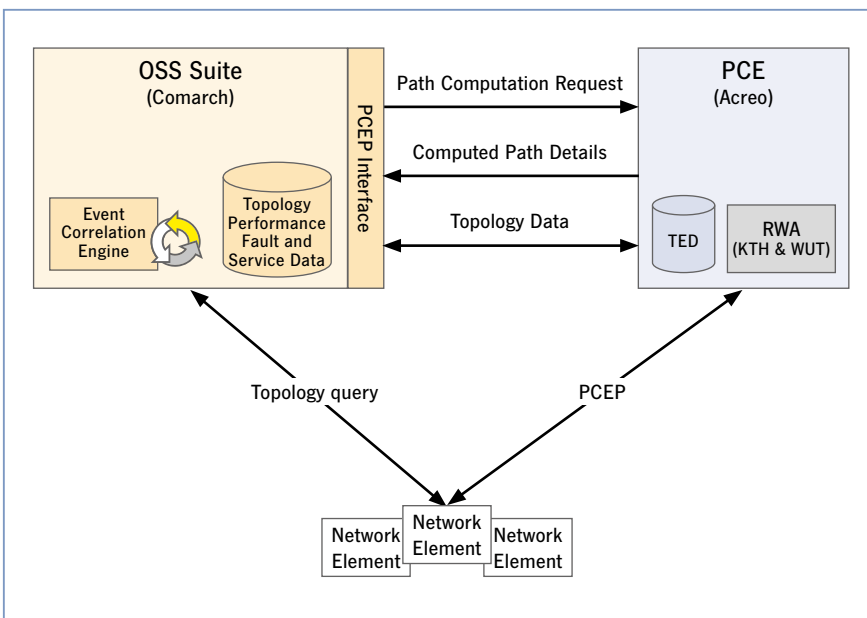 OSS Suite
(Comarch)
Event
Correlation
Engine
Topology
Performance
Fault and
Service Data
PCEP Interface
Path Computation Request
Computed Path Details
Topology Data
PCE
(Acreo)
TED
RWA
(KTH & WUT)
Topology query
PCEP
Network
Element
Network
Element
Network
Element